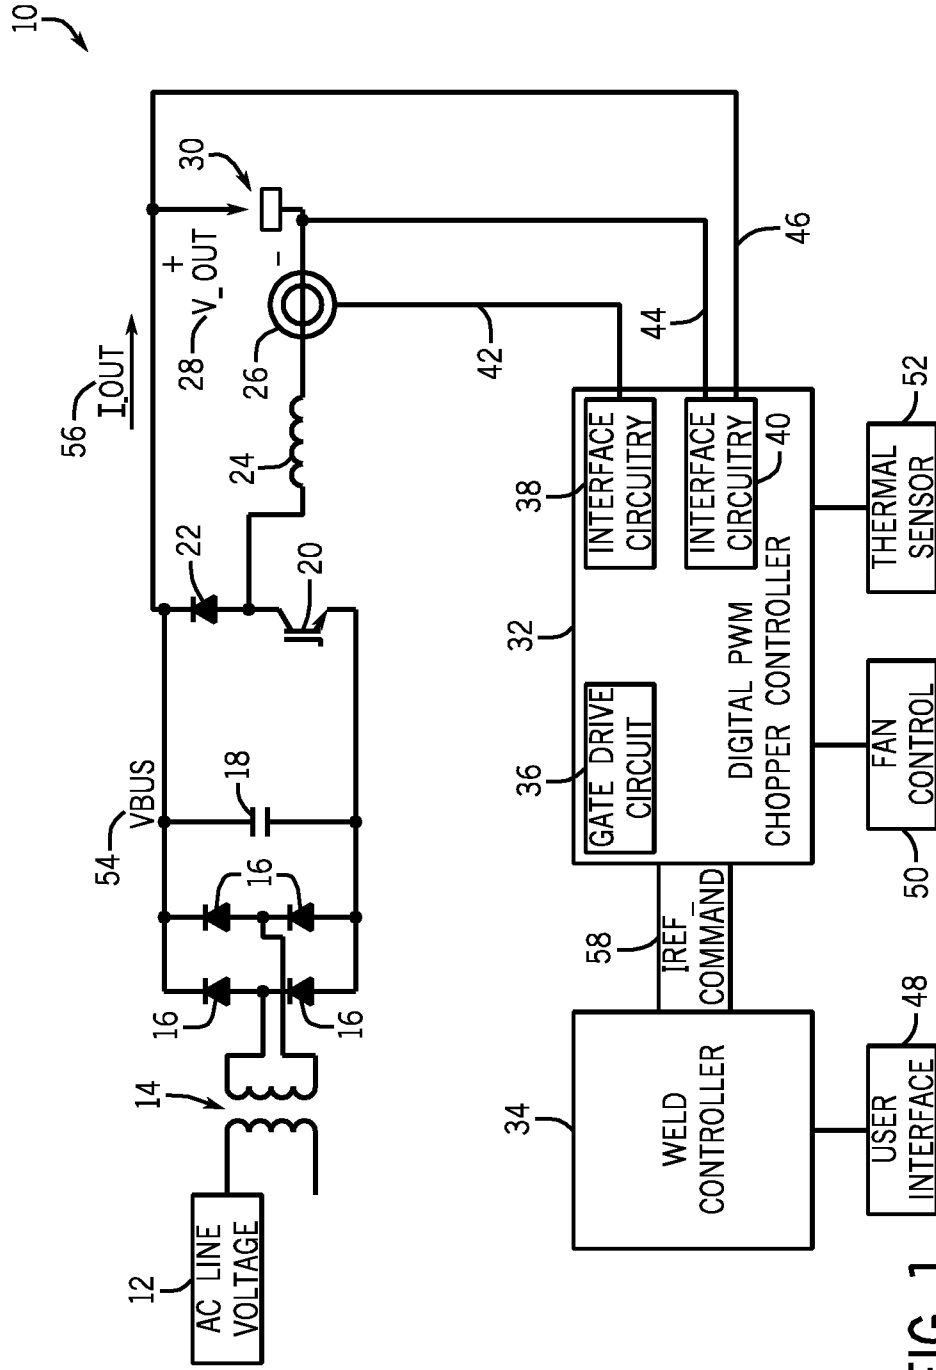 10
56
I_OUT
+
28
V_OUT
-
30
26
24
22
20
54
VBUS
18
16
16
16
14
12
AC LINE
VOLTAGE
42
44
46
32
38
INTERFACE
CIRCUITRY
INTERFACE
CIRCUITRY
40
36
GATE DRIVE
CIRCUIT
DIGITAL PWM
CHOPPER CONTROLLER
58
IREF_
COMMAND
34
WELD
CONTROLLER
USER
INTERFACE
48
FAN
CONTROL
50
THERMAL
SENSOR
52
FIG. 1